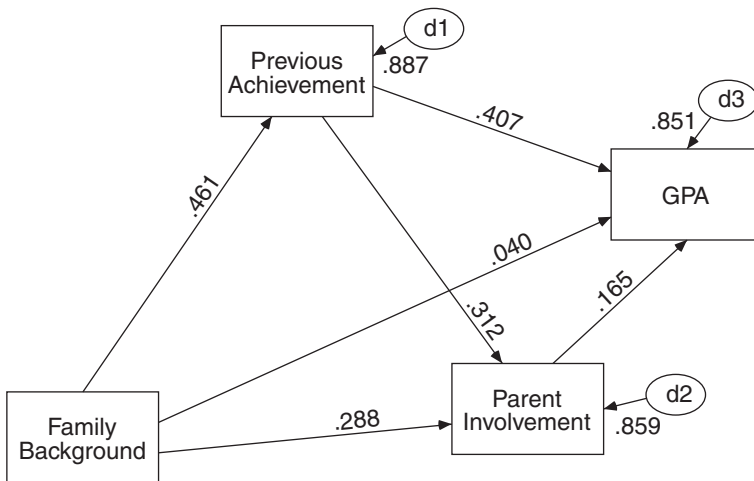 d1
Previous
Achievement
.887
d3
.851
.407
GPA
.461
.040
.312
.165
Parent
Involvement
d2
.859
.288
Family
Background